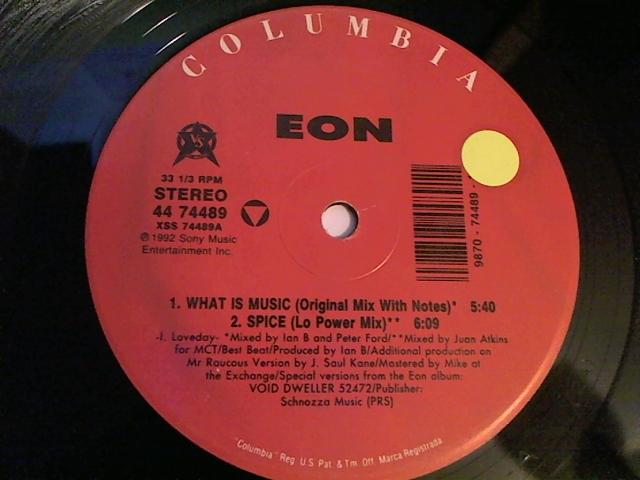 COLUMBIA
EON
VS
33 1/3 RPM
STEREO
44 74489
XSS 74489A
℗ 1992 Sony Music
Entertainment Inc.
9870 - 74489 -
1. WHAT IS MUSIC (Original Mix With Notes)* 5:40
2. SPICE (Lo Power Mix)** 6:09
-I. Loveday- *Mixed by Ian B and Peter Ford/**Mixed by Juan Atkins
for MCT/Best Beat/Produced by Ian B/Additional production on
Mr Raucous Version by J. Saul Kane/Mastered by Mike at
the Exchange/Special versions from the Eon album:
VOID DWELLER 52472/Publisher:
Schnozza Music (PRS)
"Columbia" Reg. U.S. Pat. & Tm. Off. Marca Registrada